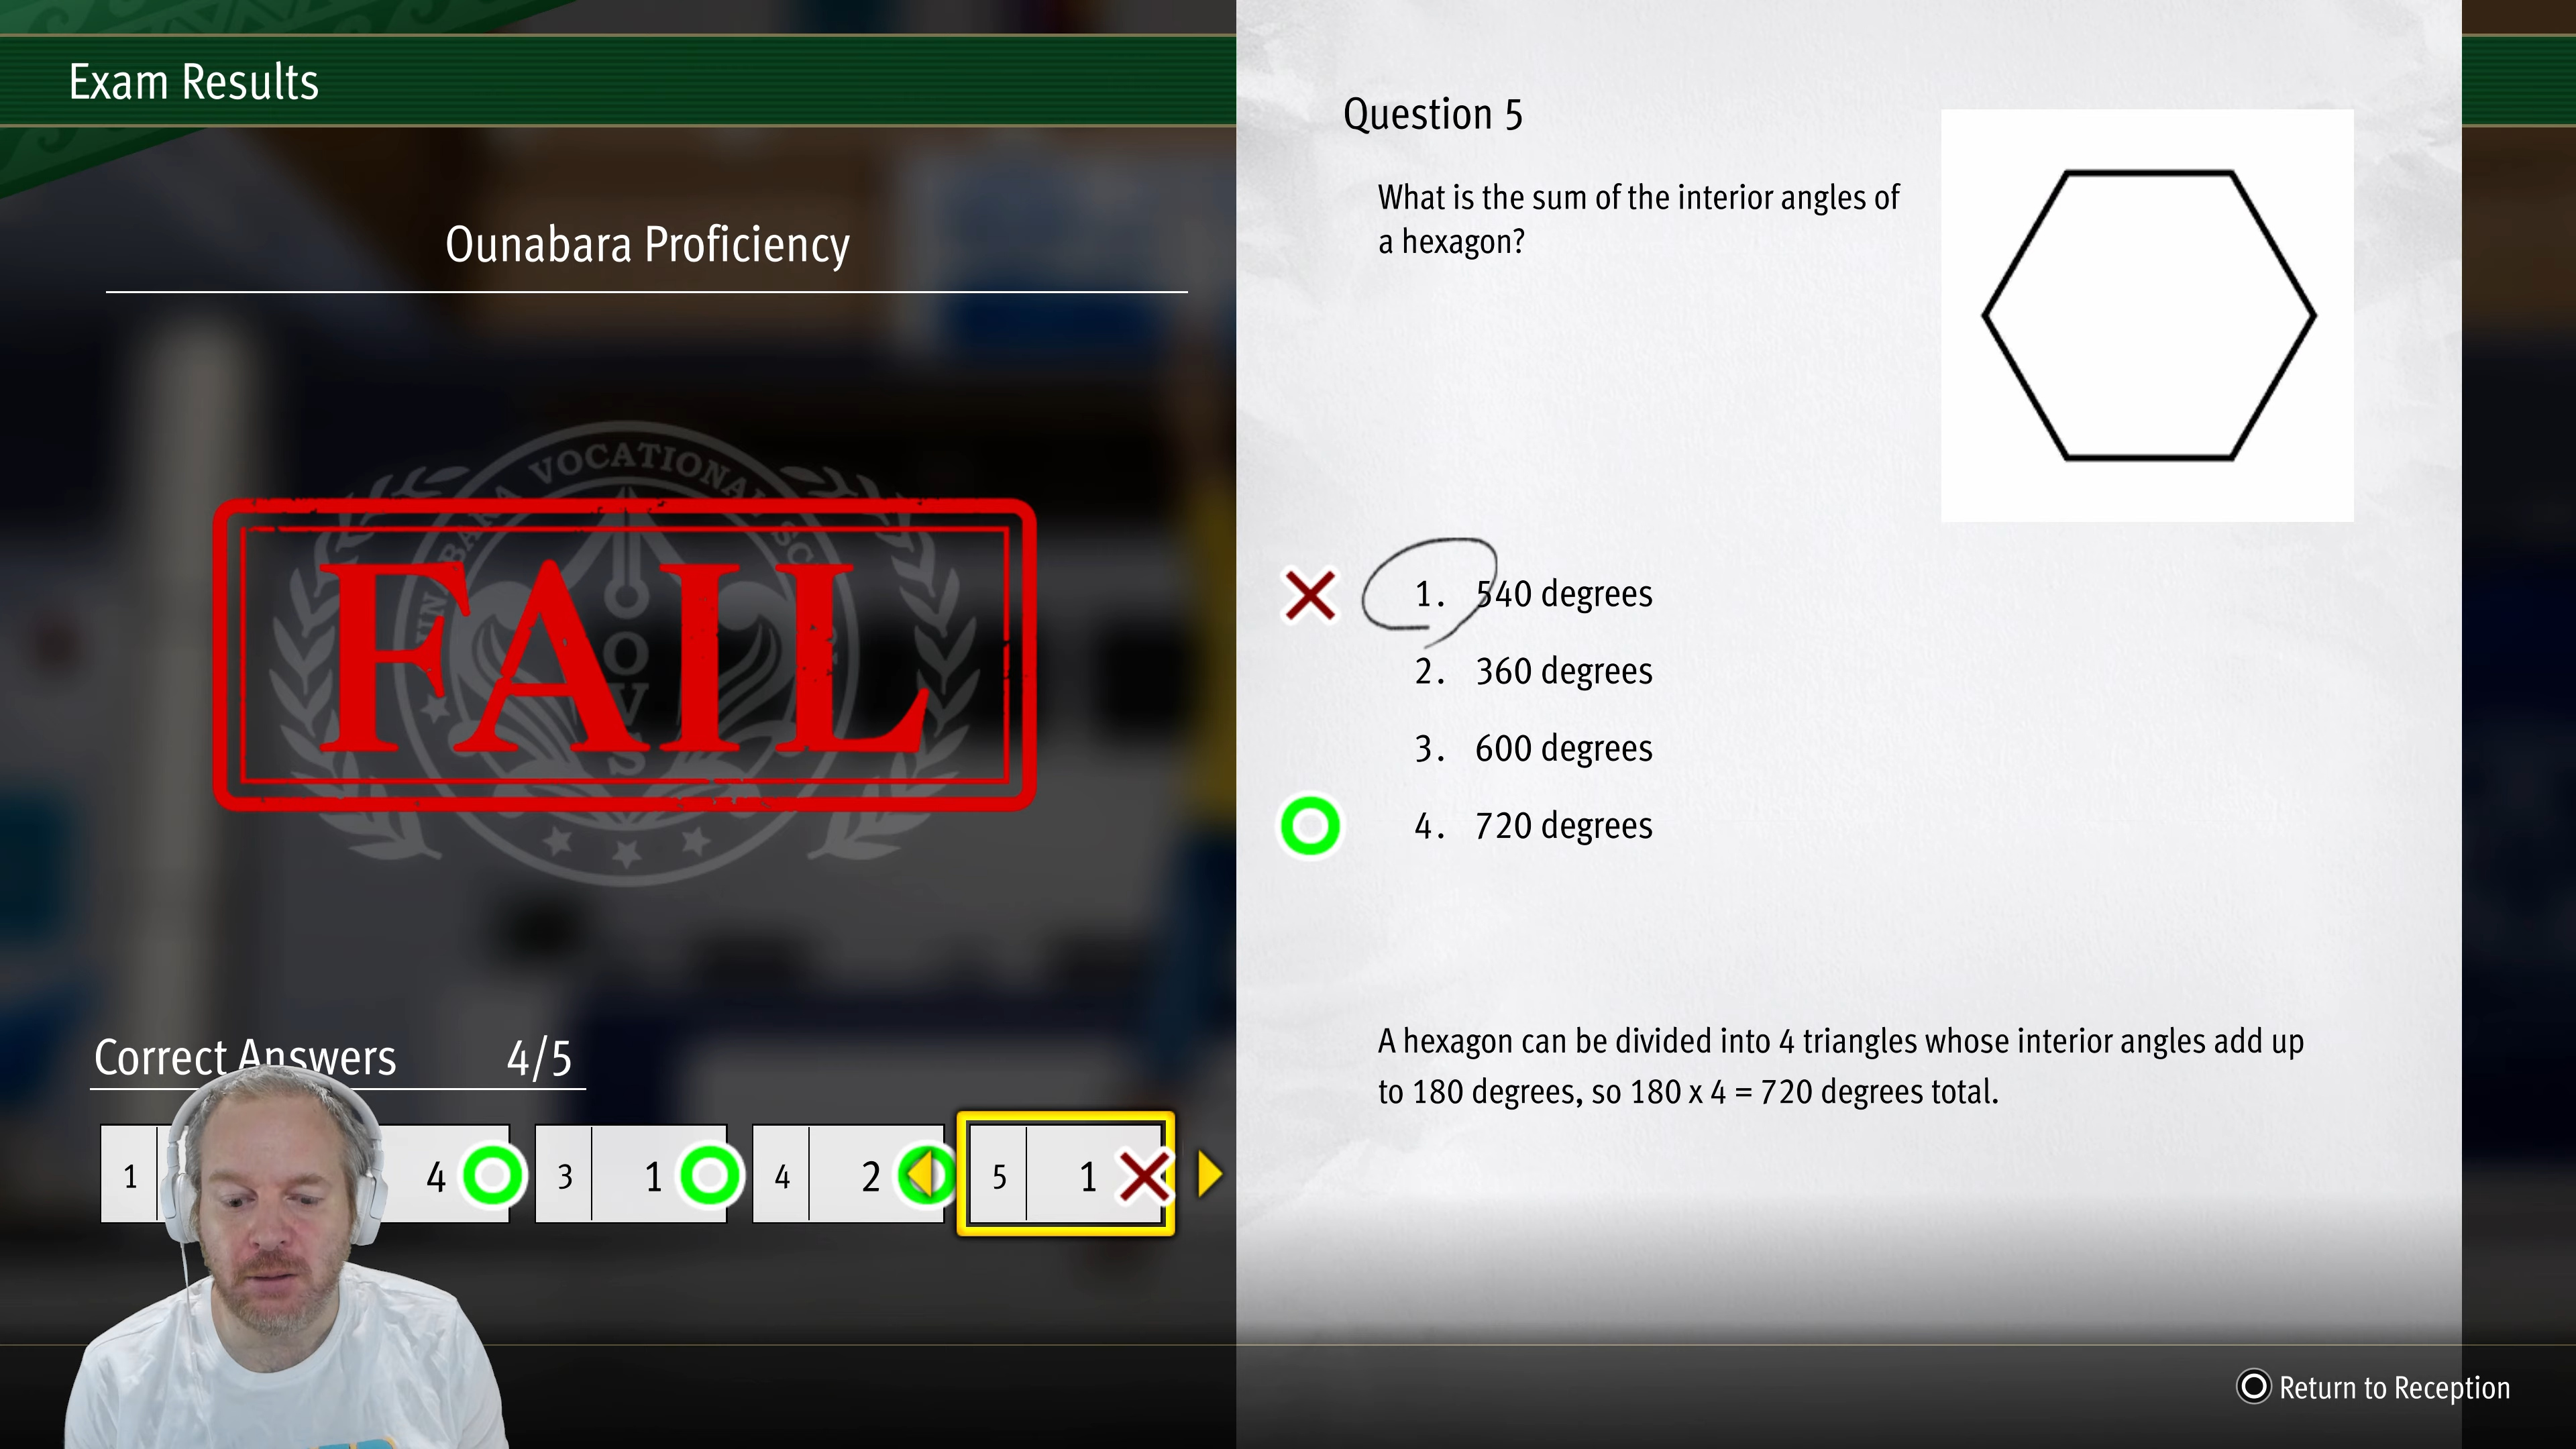 Exam Results
Ounabara Proficiency
VOCATIONAL
OVS
FAIL
Correct Answers 4/5
1
4
3 1
4 2
5 1
Question 5
What is the sum of the interior angles of
a hexagon?
1. 540 degrees
2. 360 degrees
3. 600 degrees
4. 720 degrees
A hexagon can be divided into 4 triangles whose interior angles add up
to 180 degrees, so 180 x 4 = 720 degrees total.
Return to Reception